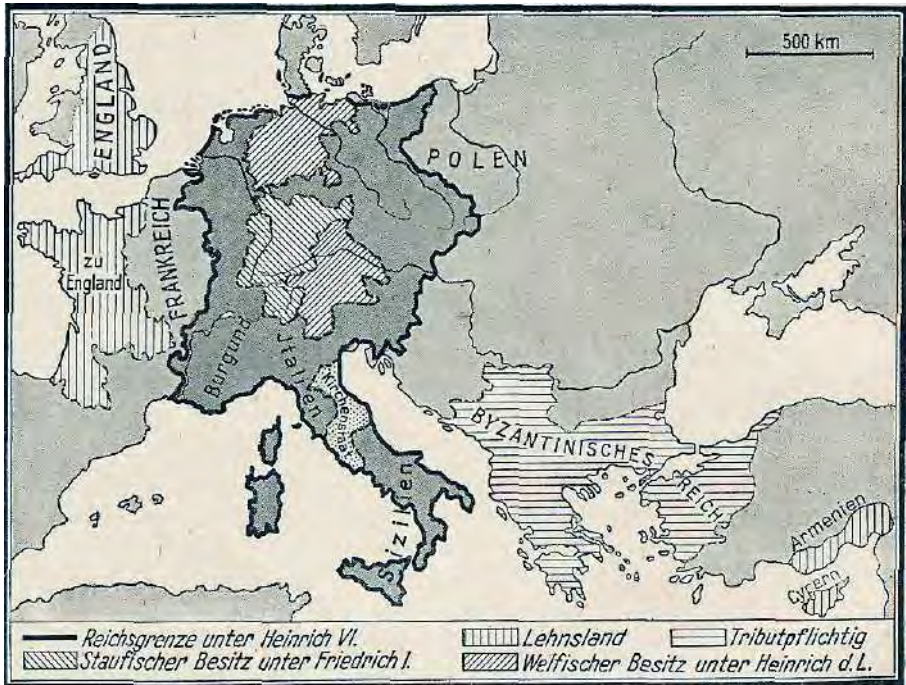 500 km
ENGLAND
POLEN
FRANKREICH
zu
England
Burgund
Italien
Kirchenstaat
Sizilien
BYZANTINISCHES
REICH
Armenien
Cypern
Reichsgrenze unter Heinrich VI.
Lehnsland
Tributpflichtig
Staufischer Besitz unter Friedrich I.
Welfischer Besitz unter Heinrich d.L.